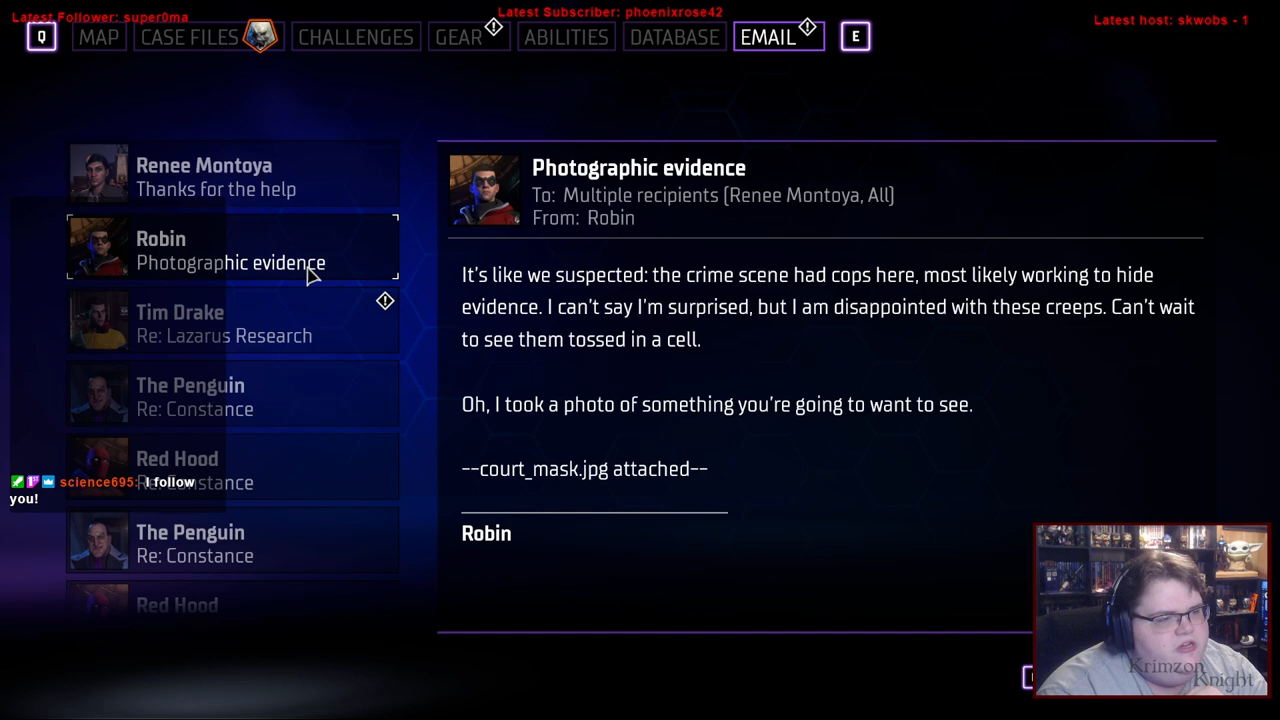 Latest Follower: super0ma
Latest Subscriber: phoenixrose42
Latest host: skwobs - 1
Q MAP CASE FILES CHALLENGES GEAR ABILITIES DATABASE EMAIL E
Renee Montoya
Thanks for the help
Robin
Photographic evidence
Tim Drake
Re: Lazarus Research
The Penguin
Re: Constance
Red Hood
Re: Constance
The Penguin
Re: Constance
Red Hood
science695: I follow
you!
Photographic evidence
To: Multiple recipients (Renee Montoya, All)
From: Robin
It's like we suspected: the crime scene had cops here, most likely working to hide
evidence. I can't say I'm surprised, but I am disappointed with these creeps. Can't wait
to see them tossed in a cell.
Oh, I took a photo of something you're going to want to see.
--court_mask.jpg attached--
Robin
Krimzon
Knight